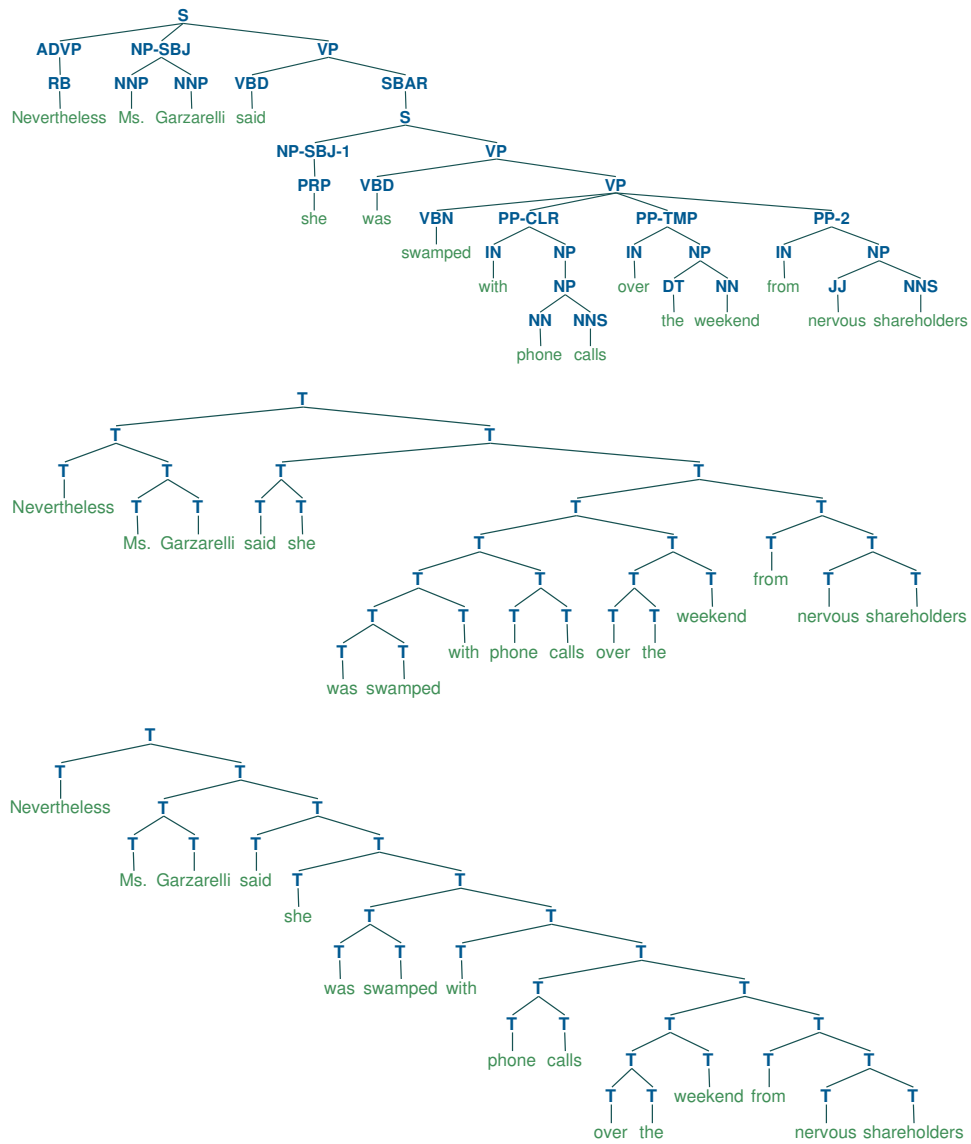 S
ADVP NP-SBJ VP
RB NNP NNP VBD SBAR
Nevertheless Ms. Garzarelli said
S
NP-SBJ-1 VP
PRP VBD VP
she was VBN PP-CLR PP-TMP PP-2
swamped IN NP IN NP IN NP
with NP over DT NN from JJ NNS
NN NNS the weekend nervous shareholders
phone calls
T
T T
T T T T
Nevertheless T T T T T T
Ms. Garzarelli said she T T T T
T T T T from T T
T T T T T T weekend nervous shareholders
T T with phone calls over the
was swamped
T
T T
Nevertheless T T
T T T T
Ms. Garzarelli said T T
she T T
T T T T
was swamped with T T
T T T T
phone calls T T T T
T T weekend from T T
over the nervous shareholders